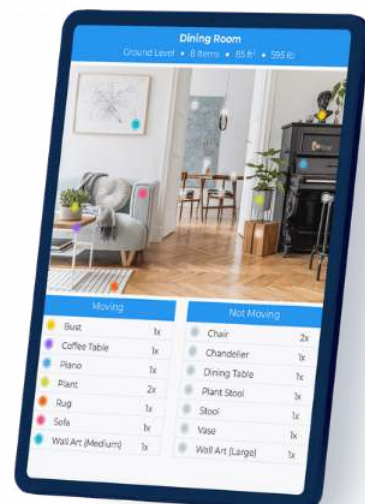 Dining Room
Ground Level • 8 Items • 85 ft³ • 595 lb
Moving
Bust 1x
Coffee Table 1x
Piano 1x
Plant 2x
Rug 1x
Sofa 1x
Wall Art (Medium) 1x
Not Moving
Chair 2x
Chandelier 1x
Dining Table 1x
Plant Stool 1x
Stool 1x
Vase 1x
Wall Art (Large) 1x